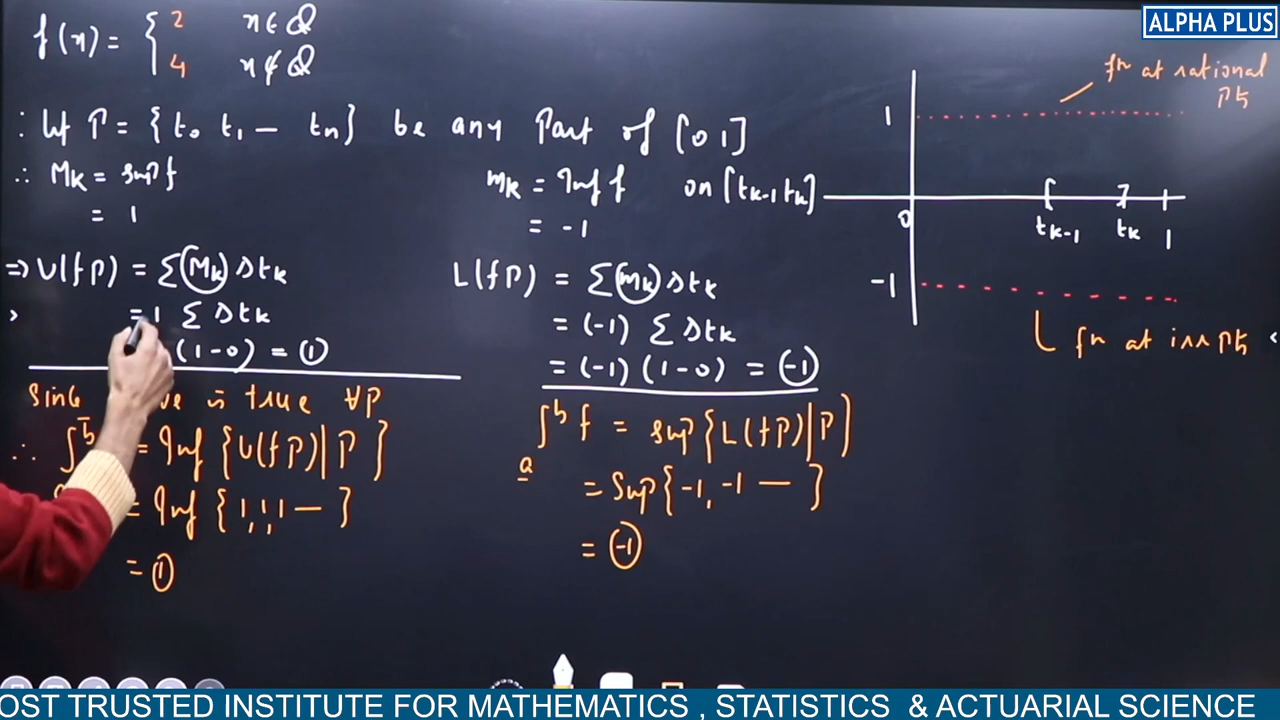 ALPHA PLUS
f(x) = { 2 x ∈ Q
4 x ∉ Q
∴ let P = {t₀ t₁ — tₙ} be any Part of [0 1]
∴ Mₖ = sup f
= 1
mₖ = Inf f on [tₖ₋₁ tₖ]
= -1
⇒ U(f P) = Σ(Mₖ) Δtₖ
= 1 Σ Δtₖ
(1-0) = 1
L(f P) = Σ(mₖ) Δtₖ
= (-1) Σ Δtₖ
= (-1) (1-0) = -1
is true ∀P
∴ ∫ᵇ = Inf {U(f P) | P}
= Inf {1, 1, 1 — }
= 1
∫ₐᵇ f = sup {L(f P) | P}
= Sup {-1, -1 — }
= -1
fⁿ at rational pts
1
0 tₖ₋₁ tₖ 1
-1
fⁿ at irr pts
OST TRUSTED INSTITUTE FOR MATHEMATICS , STATISTICS & ACTUARIAL SCIENCE